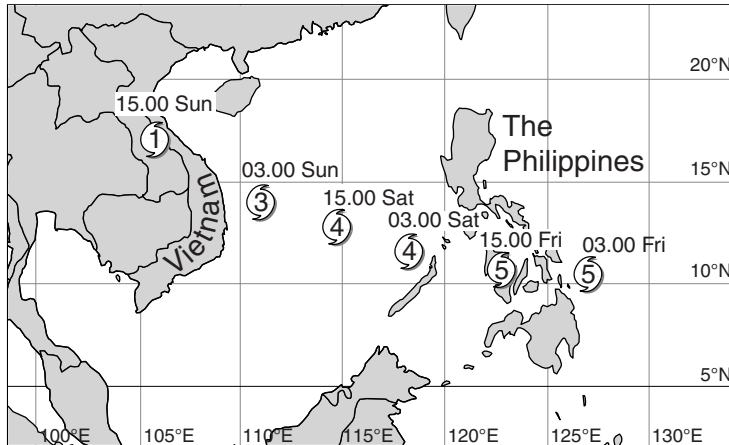 20°N
15.00 Sun
The
Philippines
1
03.00 Sun
15°N
15.00 Sat
3
03.00 Sat
Vietnam
4
15.00 Fri
03.00 Fri
4
5
5
10°N
5°N
100°E
105°E
110°E
115°E
120°E
125°E
130°E